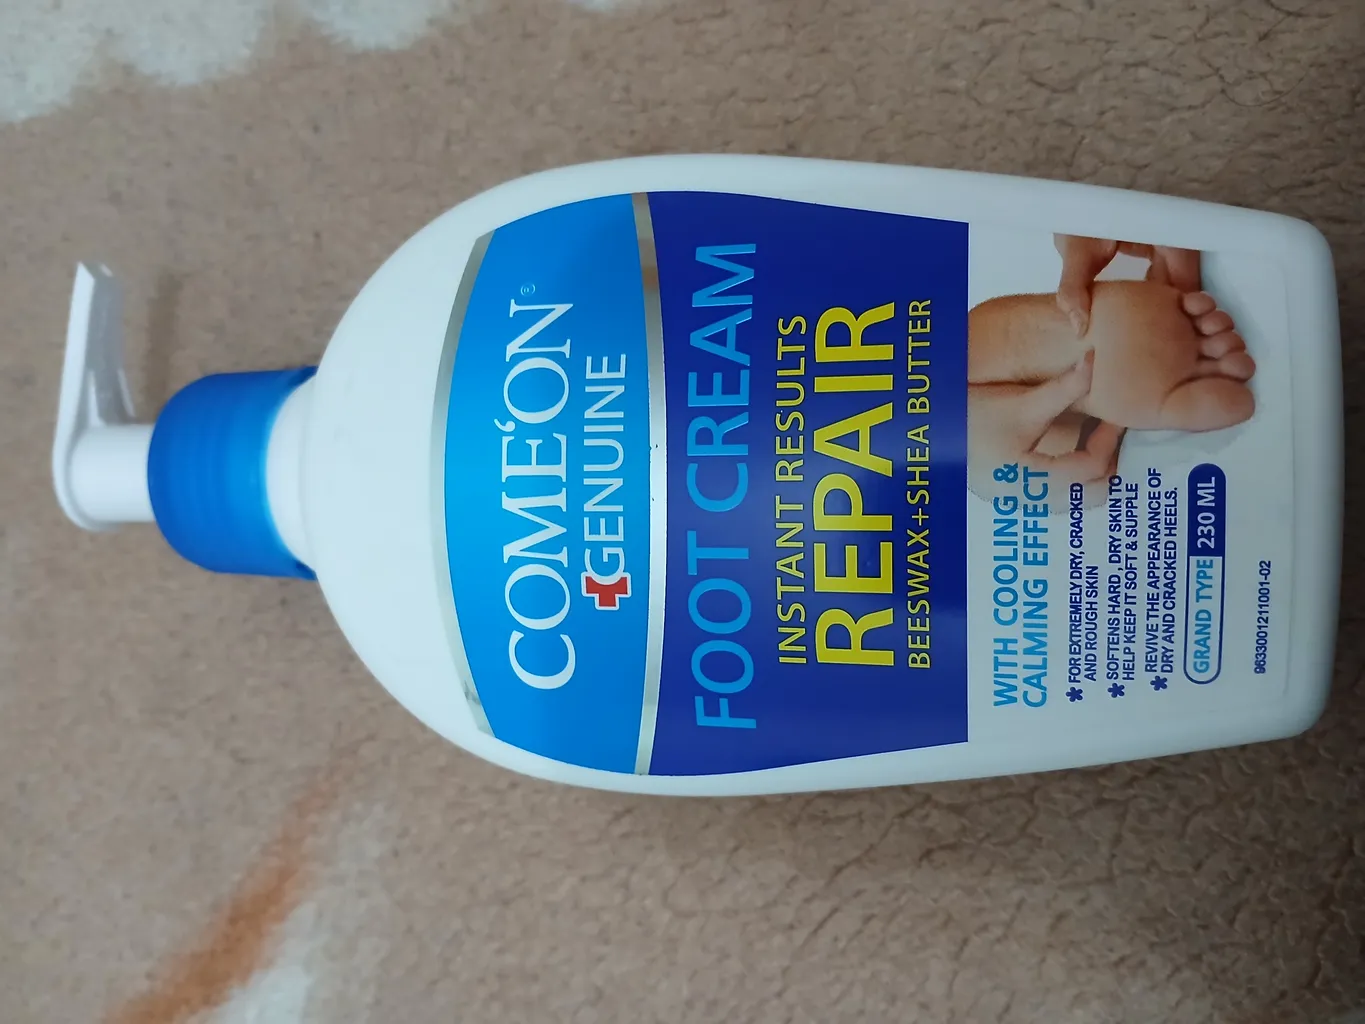 COMÉ'ON®
GENUINE
FOOT CREAM
INSTANT RESULTS
REPAIR
BEESWAX+SHEA BUTTER
WITH COOLING &
CALMING EFFECT
* FOR EXTREMELY DRY, CRACKED
AND ROUGH SKIN
* SOFTENS HARD, DRY SKIN TO
HELP KEEP IT SOFT & SUPPLE
* REVIVE THE APPEARANCE OF
DRY AND CRACKED HEELS.
GRAND TYPE 230 ML
9633001211001-02